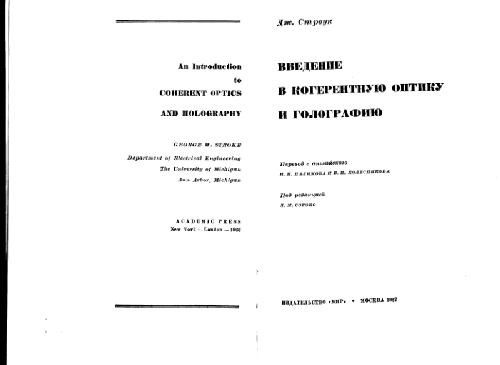 An Introduction
to
COHERENT OPTICS
AND HOLOGRAPHY
GEORGE W. STROKE
Department of Electrical Engineering
The University of Michigan
Ann Arbor, Michigan
ACADEMIC PRESS
New York — London — 1966
Дж. Строук
ВВЕДЕНИЕ
В КОГЕРЕНТНУЮ ОПТИКУ
И ГОЛОГРАФИЮ
Перевод с английского
Под редакцией
ИЗДАТЕЛЬСТВО «МИР» • МОСКВА 1967